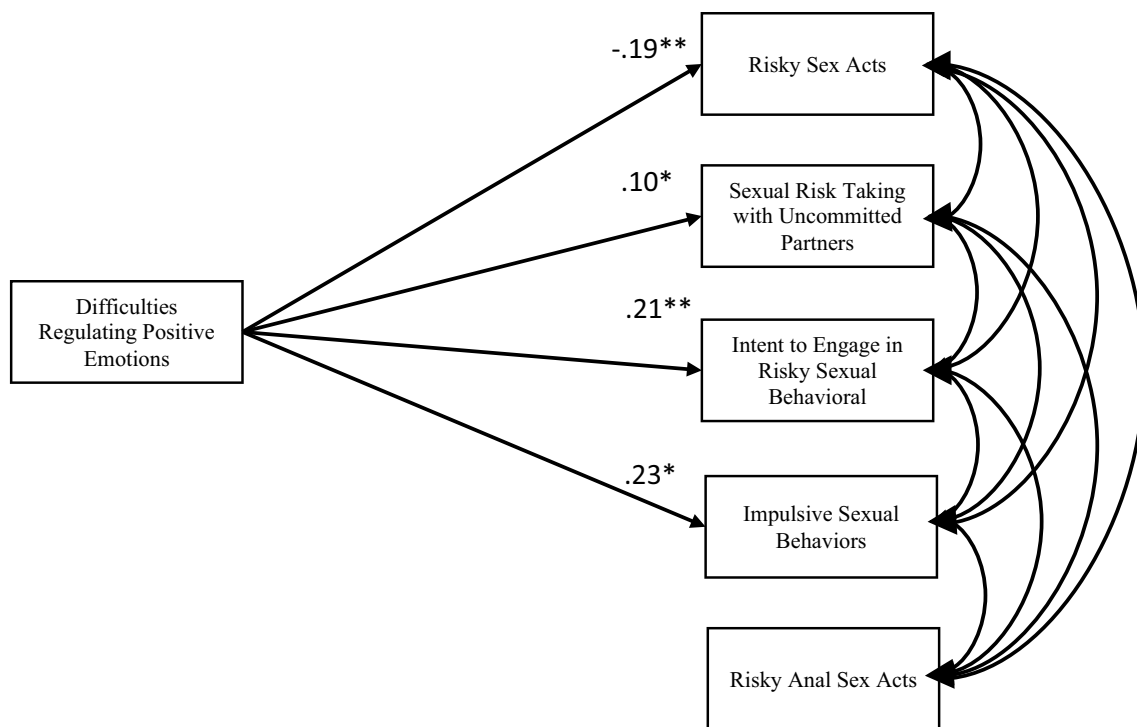 -.19**
Risky Sex Acts
.10*
Sexual Risk Taking
with Uncommitted
Partners
Difficulties
Regulating Positive
Emotions
.21**
Intent to Engage in
Risky Sexual
Behavioral
.23*
Impulsive Sexual
Behaviors
Risky Anal Sex Acts